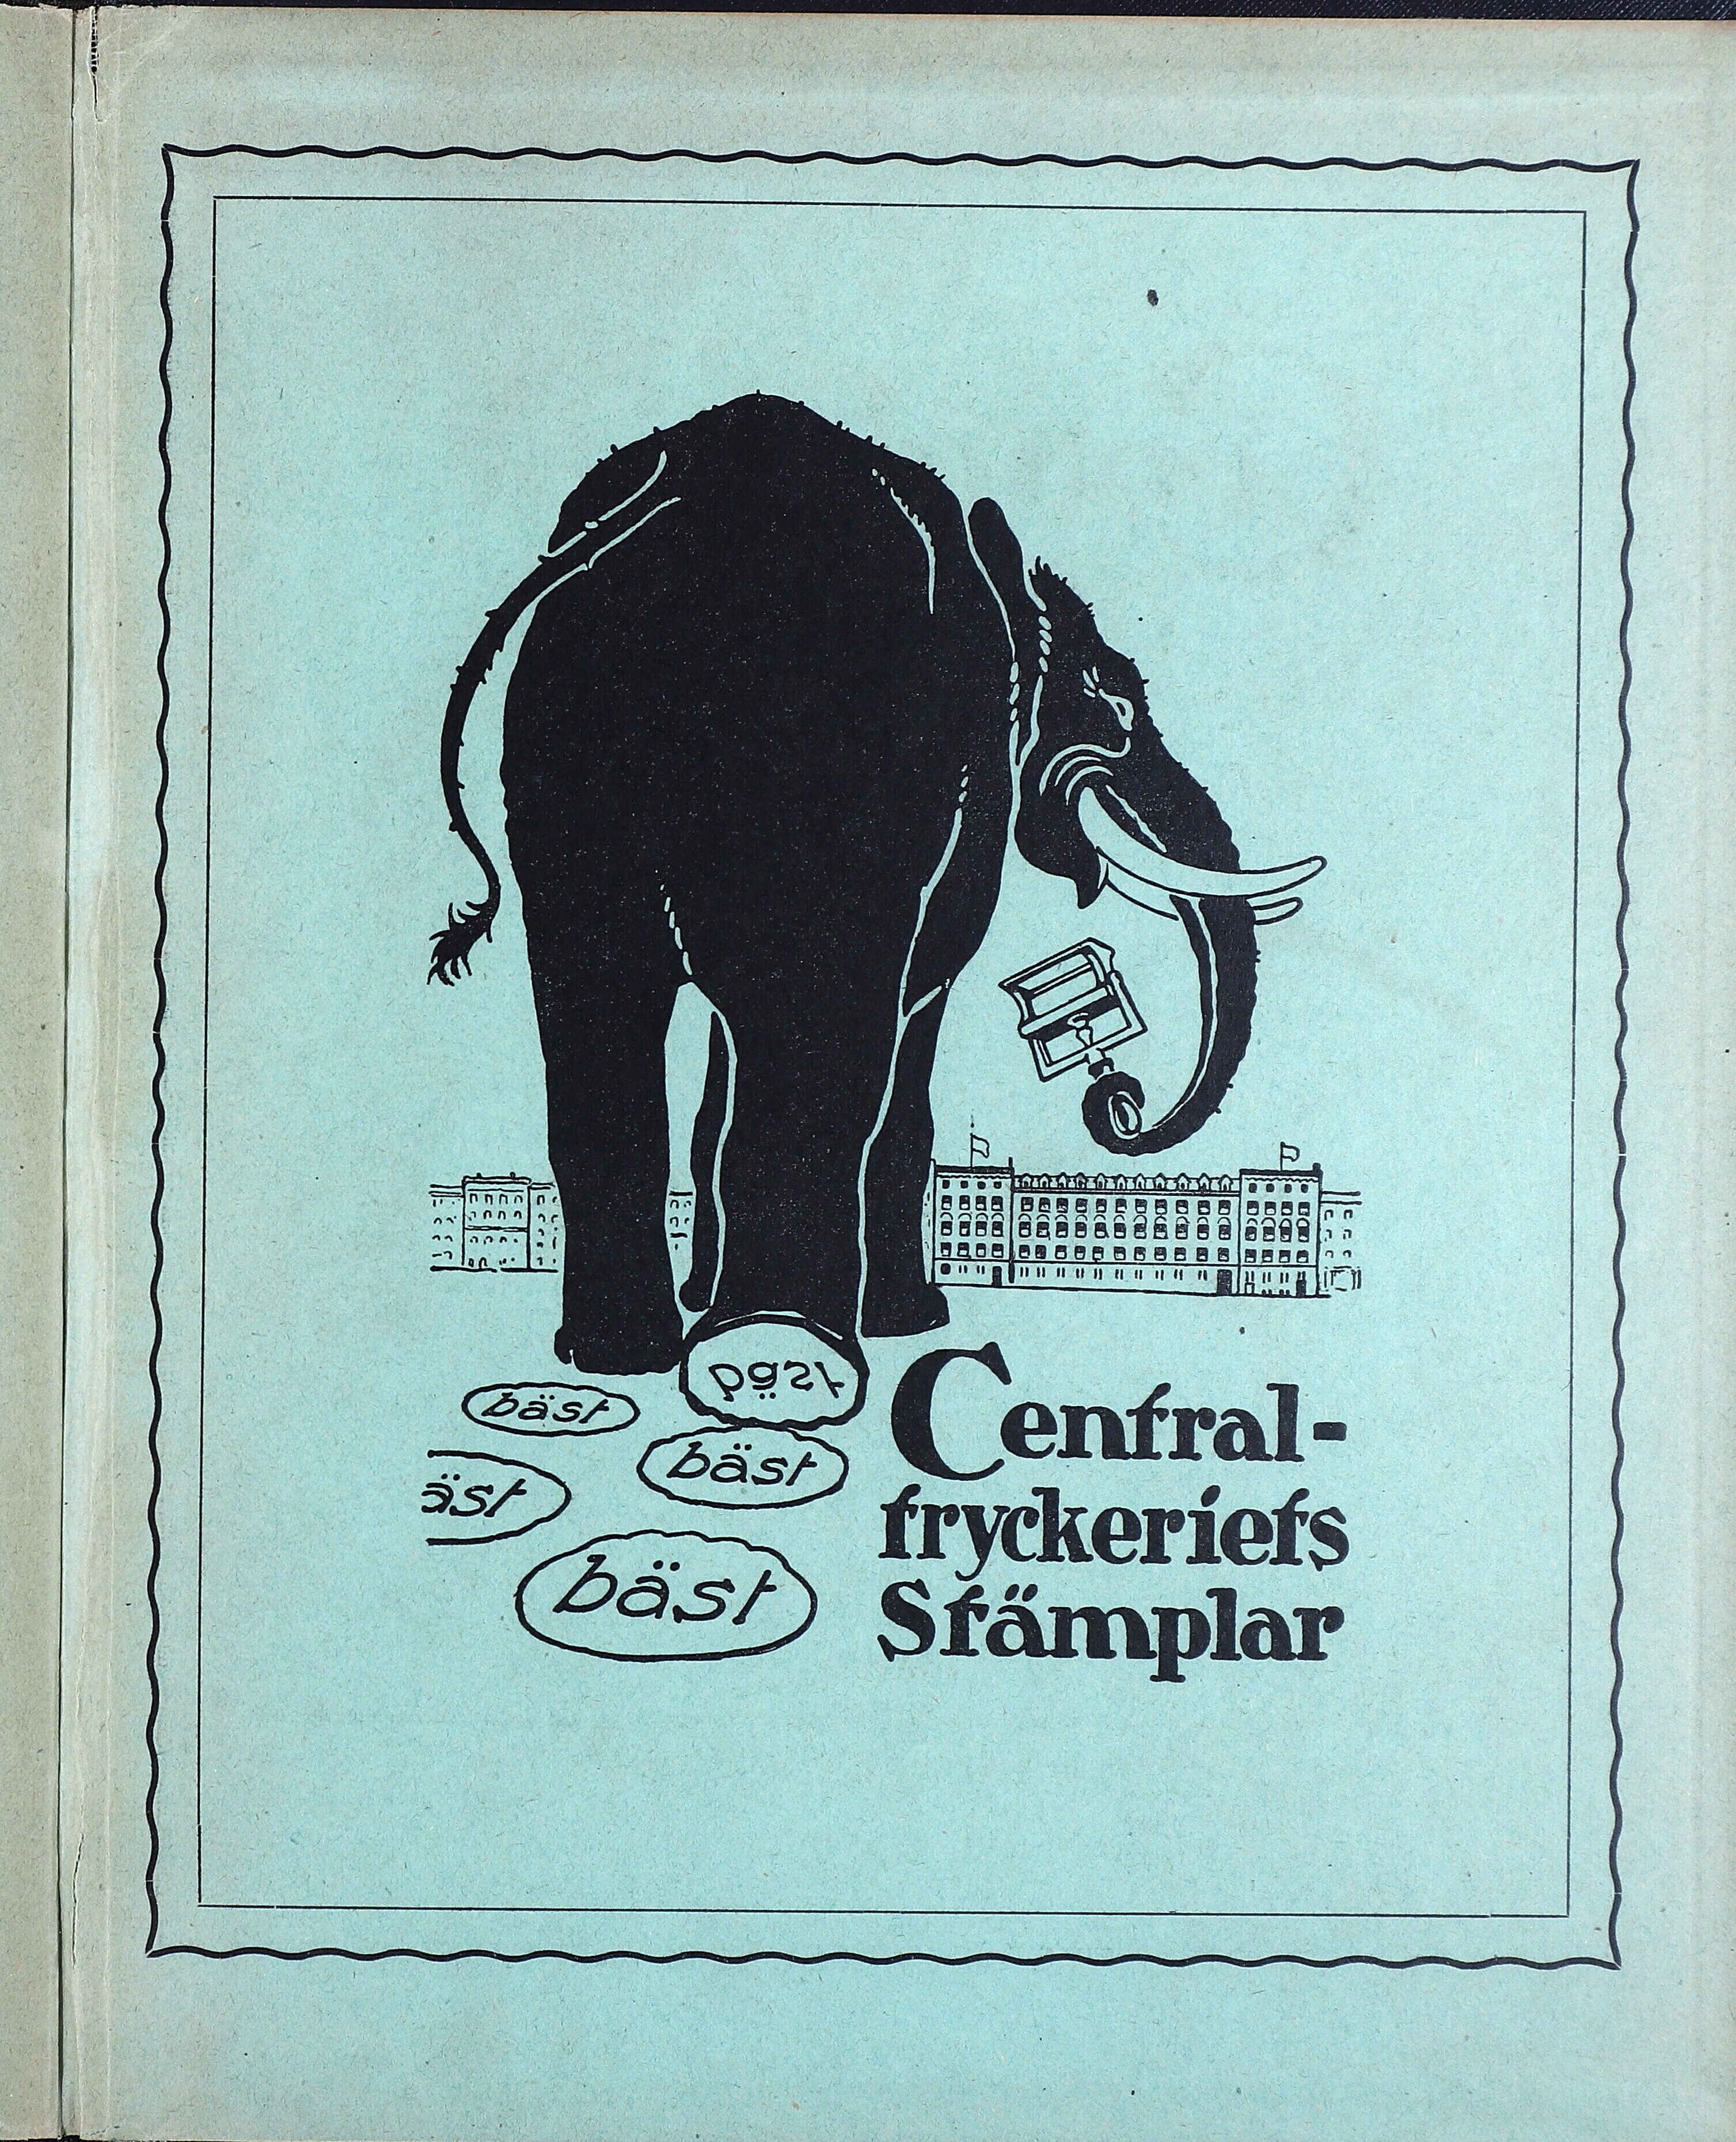 bäst
bäst
bäst
äst
bäst
Central-
tryckeriets
Stämplar